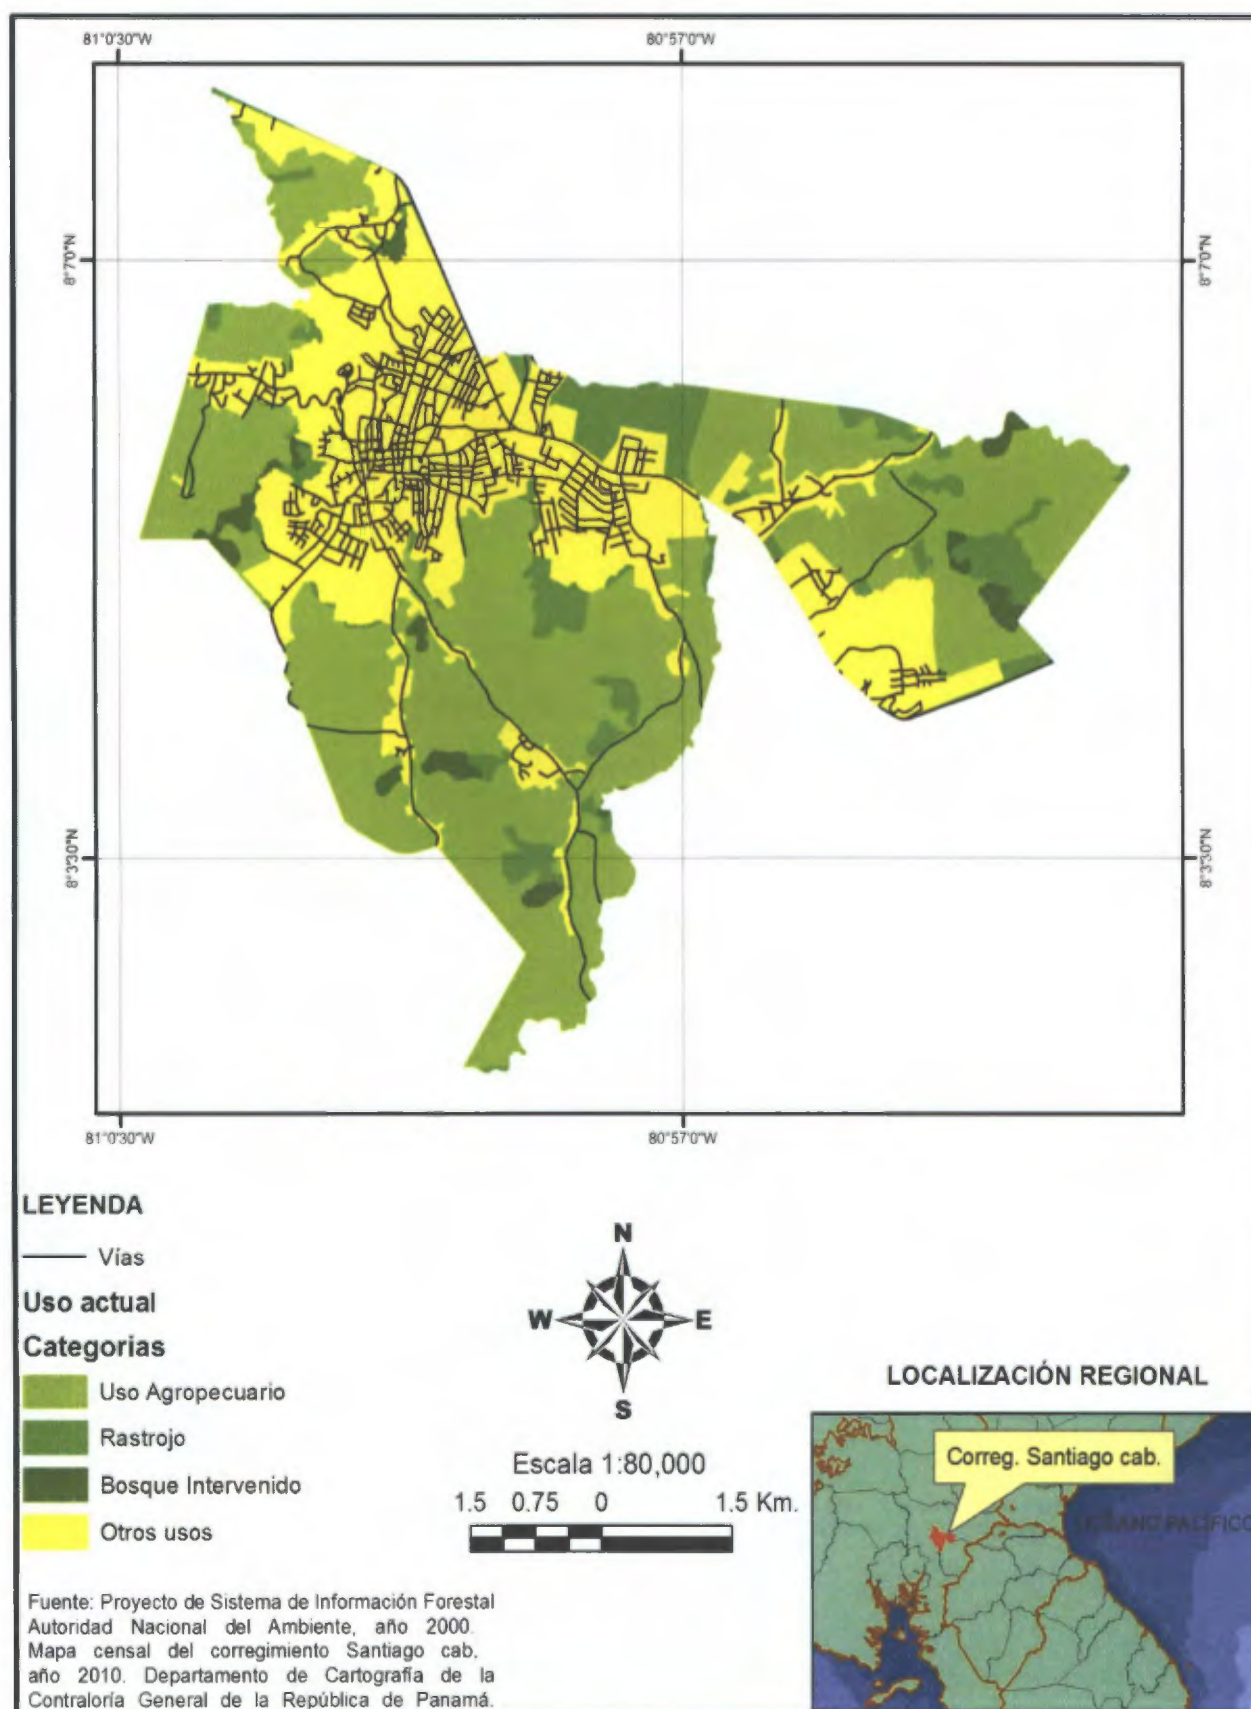 81°0'30"W 80°57'0"W
8°7'0"N 8°7'0"N
8°3'30"N 8°3'30"N
81°0'30"W 80°57'0"W
LEYENDA
Vías
Uso actual
Categorias
Uso Agropecuario
Rastrojo
Bosque Intervenido
Otros usos
N
W E
S
Escala 1:80,000
1.5 0.75 0 1.5 Km.
LOCALIZACIÓN REGIONAL
Correg. Santiago cab.
OCEANO PACIFICO
Fuente: Proyecto de Sistema de Información Forestal
Autoridad Nacional del Ambiente, año 2000.
Mapa censal del corregimiento Santiago cab.
año 2010. Departamento de Cartografía de la
Contraloría General de la República de Panamá.